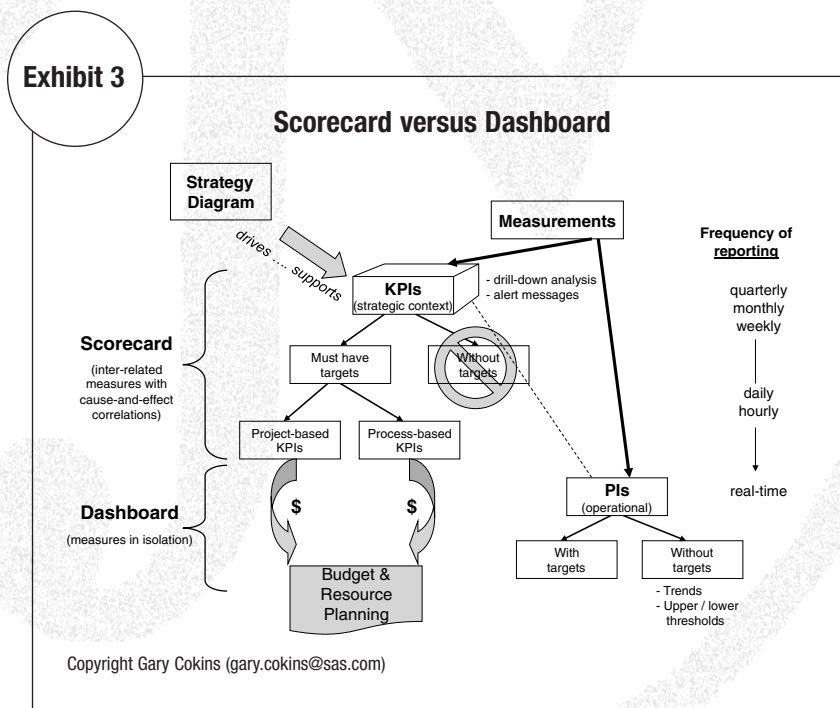 Exhibit 3
Scorecard versus Dashboard
Strategy
Diagram
Measurements
Frequency of
reporting
drives .... supports
KPIs
(strategic context)
- drill-down analysis
- alert messages
quarterly
monthly
weekly
Scorecard
(inter-related
measures with
cause-and-effect
correlations)
Must have
targets
Without
targets
daily
hourly
Project-based
KPIs
Process-based
KPIs
real-time
PIs
(operational)
Dashboard
(measures in isolation)
$
$
With
targets
Without
targets
- Trends
- Upper / lower
thresholds
Budget &
Resource
Planning
Copyright Gary Cokins (gary.cokins@sas.com)